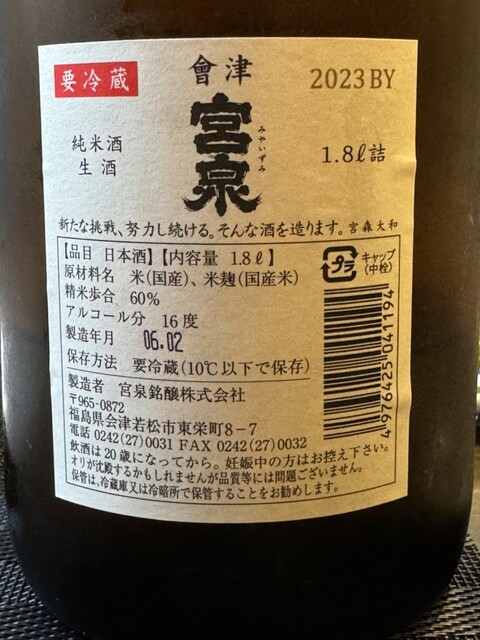 要冷蔵
會津
2023BY
宮泉
みやいずみ
純米酒
生酒
1.8ℓ詰
新たな挑戦、努力し続ける。そんな酒を造ります。宮森大和
【品目 日本酒】【内容量 1.8ℓ】
原材料名 米(国産)、米麹(国産米)
精米歩合 60%
アルコール分 16度
製造年月 06.02
保存方法 要冷蔵(10℃以下で保存)
プラ
キャップ
(中栓)
4 976425 041194
製造者 宮泉銘醸株式会社
〒965-0872
福島県会津若松市東栄町8−7
電話 0242(27)0031 FAX 0242(27)0032
飲酒は20歳になってから。妊娠中の方はお控え下さい。
オリが沈殿するかもしれませんが品質等には問題ございません。
保管は、冷蔵庫又は冷暗所で保管することをお勧めします。